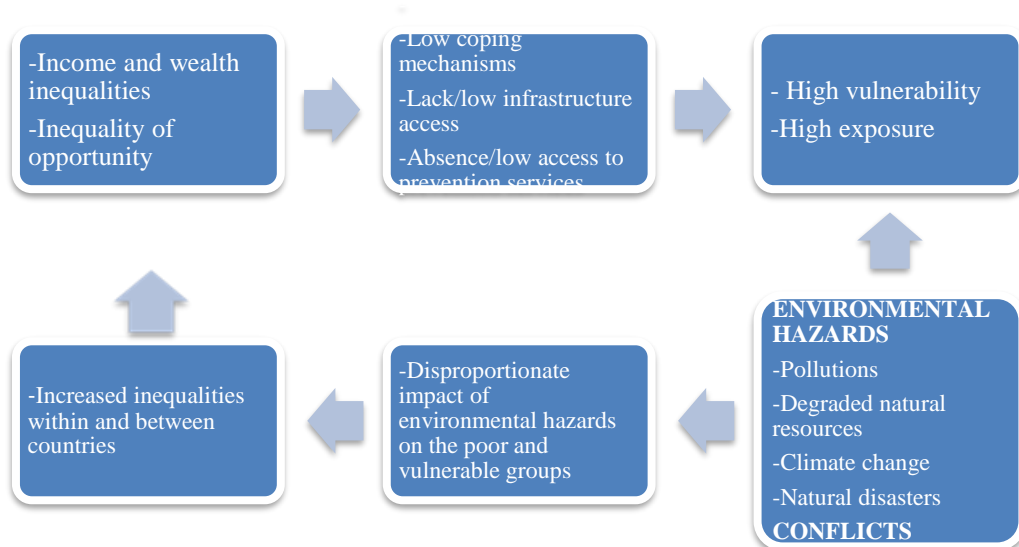 -Income and wealth
inequalities
-Inequality of
opportunity
-Low coping
mechanisms
-Lack/low infrastructure
access
-Absence/low access to
prevention services
- High vulnerability
-High exposure
-Increased inequalities
within and between
countries
-Disproportionate
impact of
environmental hazards
on the poor and
vulnerable groups
ENVIRONMENTAL
HAZARDS
-Pollutions
-Degraded natural
resources
-Climate change
-Natural disasters
CONFLICTS